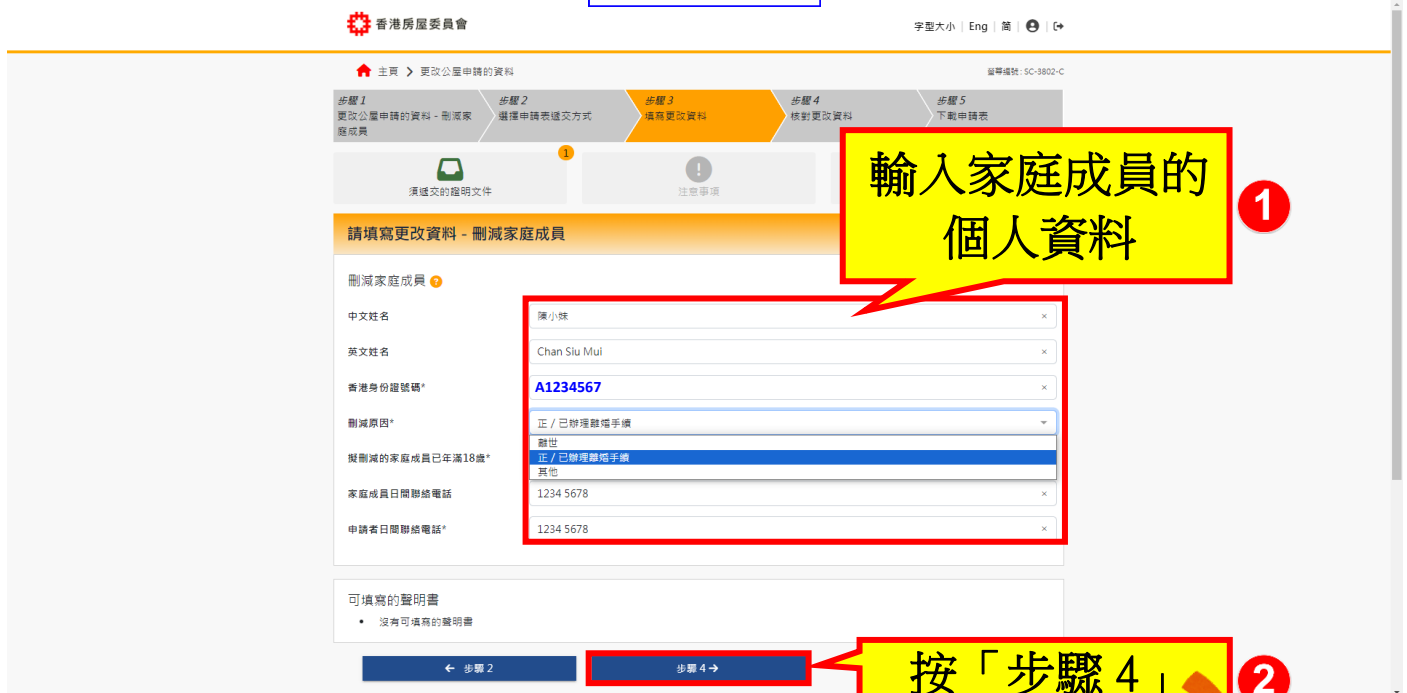 香港房屋委員會
字型大小 | Eng | 简
主頁 > 更改公屋申請的資料
螢幕編號: SC-3802-C
步驟 1
更改公屋申請的資料 - 刪減家
庭成員
步驟 2
選擇申請表遞交方式
步驟 3
填寫更改資料
步驟 4
核對更改資料
步驟 5
下載申請表
1
須遞交的證明文件
注意事項
輸入家庭成員的
個人資料
1
請填寫更改資料 - 刪減家庭成員
刪減家庭成員
中文姓名
陳小妹
英文姓名
Chan Siu Mui
香港身份證號碼*
A1234567
刪減原因*
正 / 已辦理離婚手續
離世
正 / 已辦理離婚手續
其他
擬刪減的家庭成員已年滿18歲*
家庭成員日間聯絡電話
1234 5678
申請者日間聯絡電話*
1234 5678
可填寫的聲明書
• 沒有可填寫的聲明書
← 步驟 2
步驟 4 →
按「步驟 4」
2